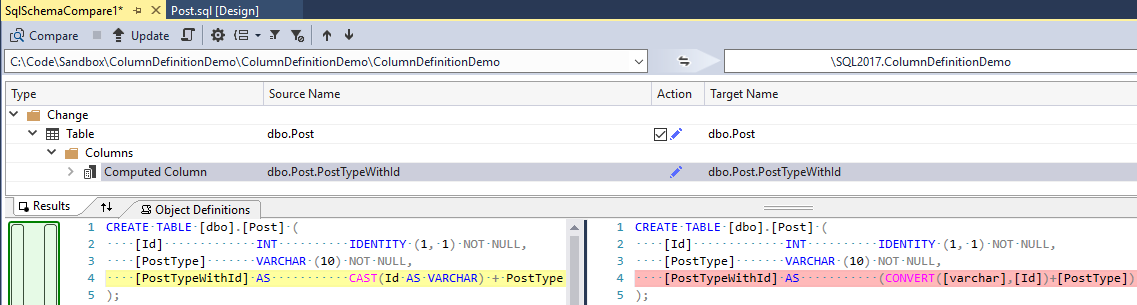 SqlSchemaCompare1* Post.sql [Design]
Compare Update
C:\Code\Sandbox\ColumnDefinitionDemo\ColumnDefinitionDemo\ColumnDefinitionDemo \SQL2017.ColumnDefinitionDemo
Type Source Name Action Target Name
Change
Table dbo.Post dbo.Post
Columns
Computed Column dbo.Post.PostTypeWithId dbo.Post.PostTypeWithId
Results Object Definitions
1 CREATE TABLE [dbo].[Post] (
2 [Id] INT IDENTITY (1, 1) NOT NULL,
3 [PostType] VARCHAR (10) NOT NULL,
4 [PostTypeWithId] AS CAST(Id AS VARCHAR) + PostType
5 );
1 CREATE TABLE [dbo].[Post] (
2 [Id] INT IDENTITY (1, 1) NOT NULL,
3 [PostType] VARCHAR (10) NOT NULL,
4 [PostTypeWithId] AS (CONVERT([varchar],[Id])+[PostType])
5 );